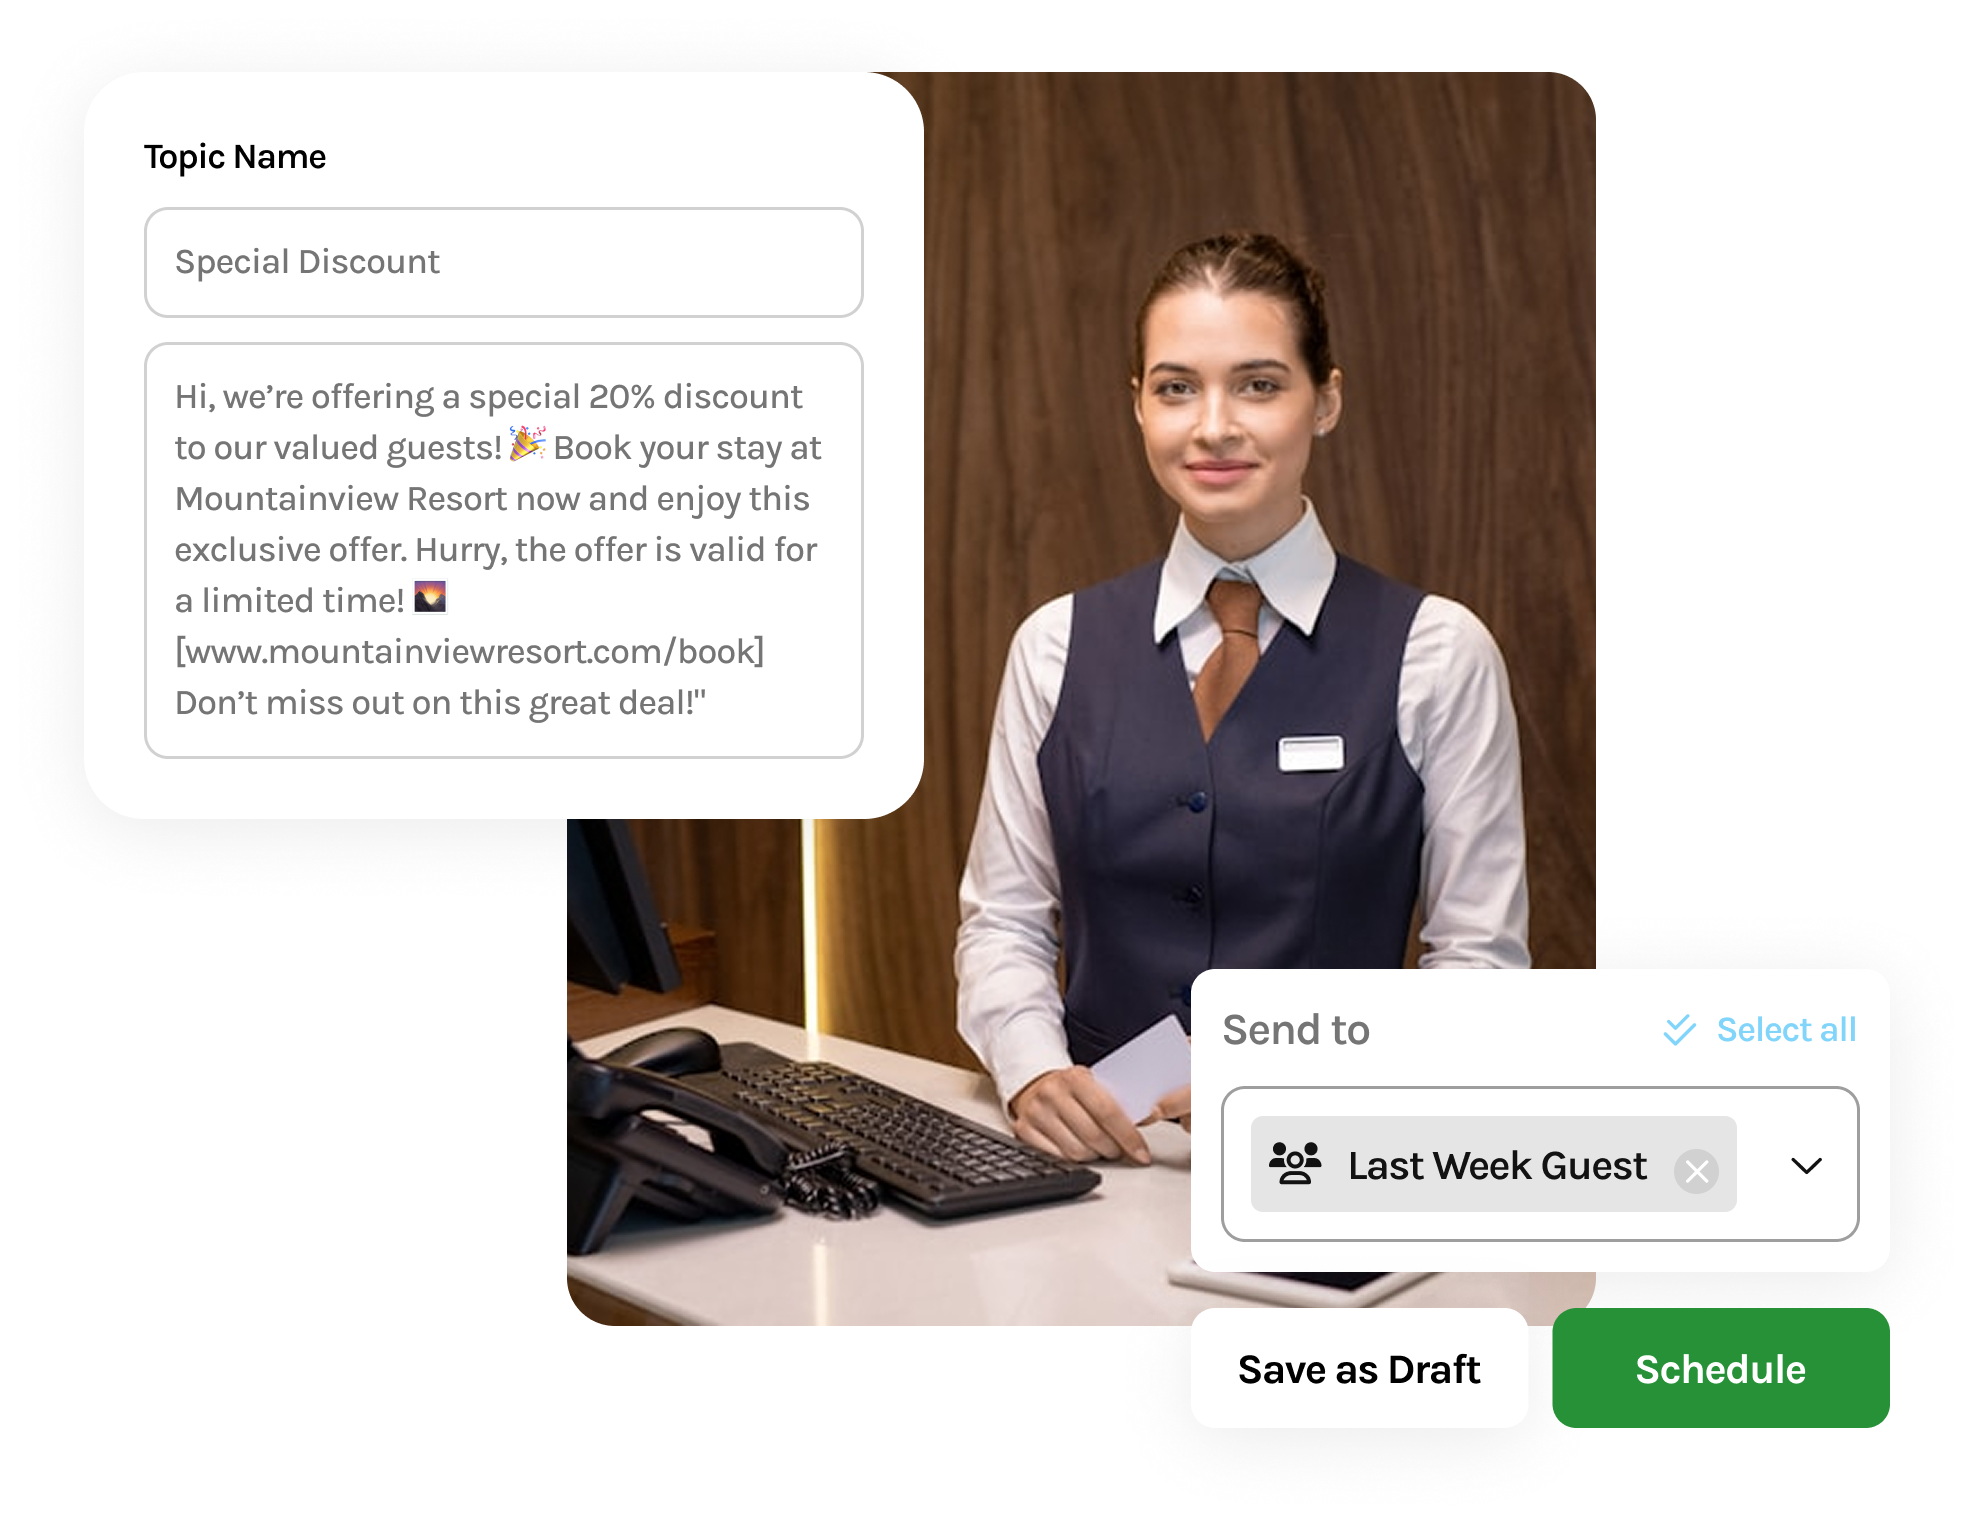 Topic Name
Special Discount
Hi, we’re offering a special 20% discount
to our valued guests! 🎉 Book your stay at
Mountainview Resort now and enjoy this
exclusive offer. Hurry, the offer is valid for
a limited time! 🌄
[www.mountainviewresort.com/book]
Don’t miss out on this great deal!"
Send to
Select all
Last Week Guest
Save as Draft
Schedule